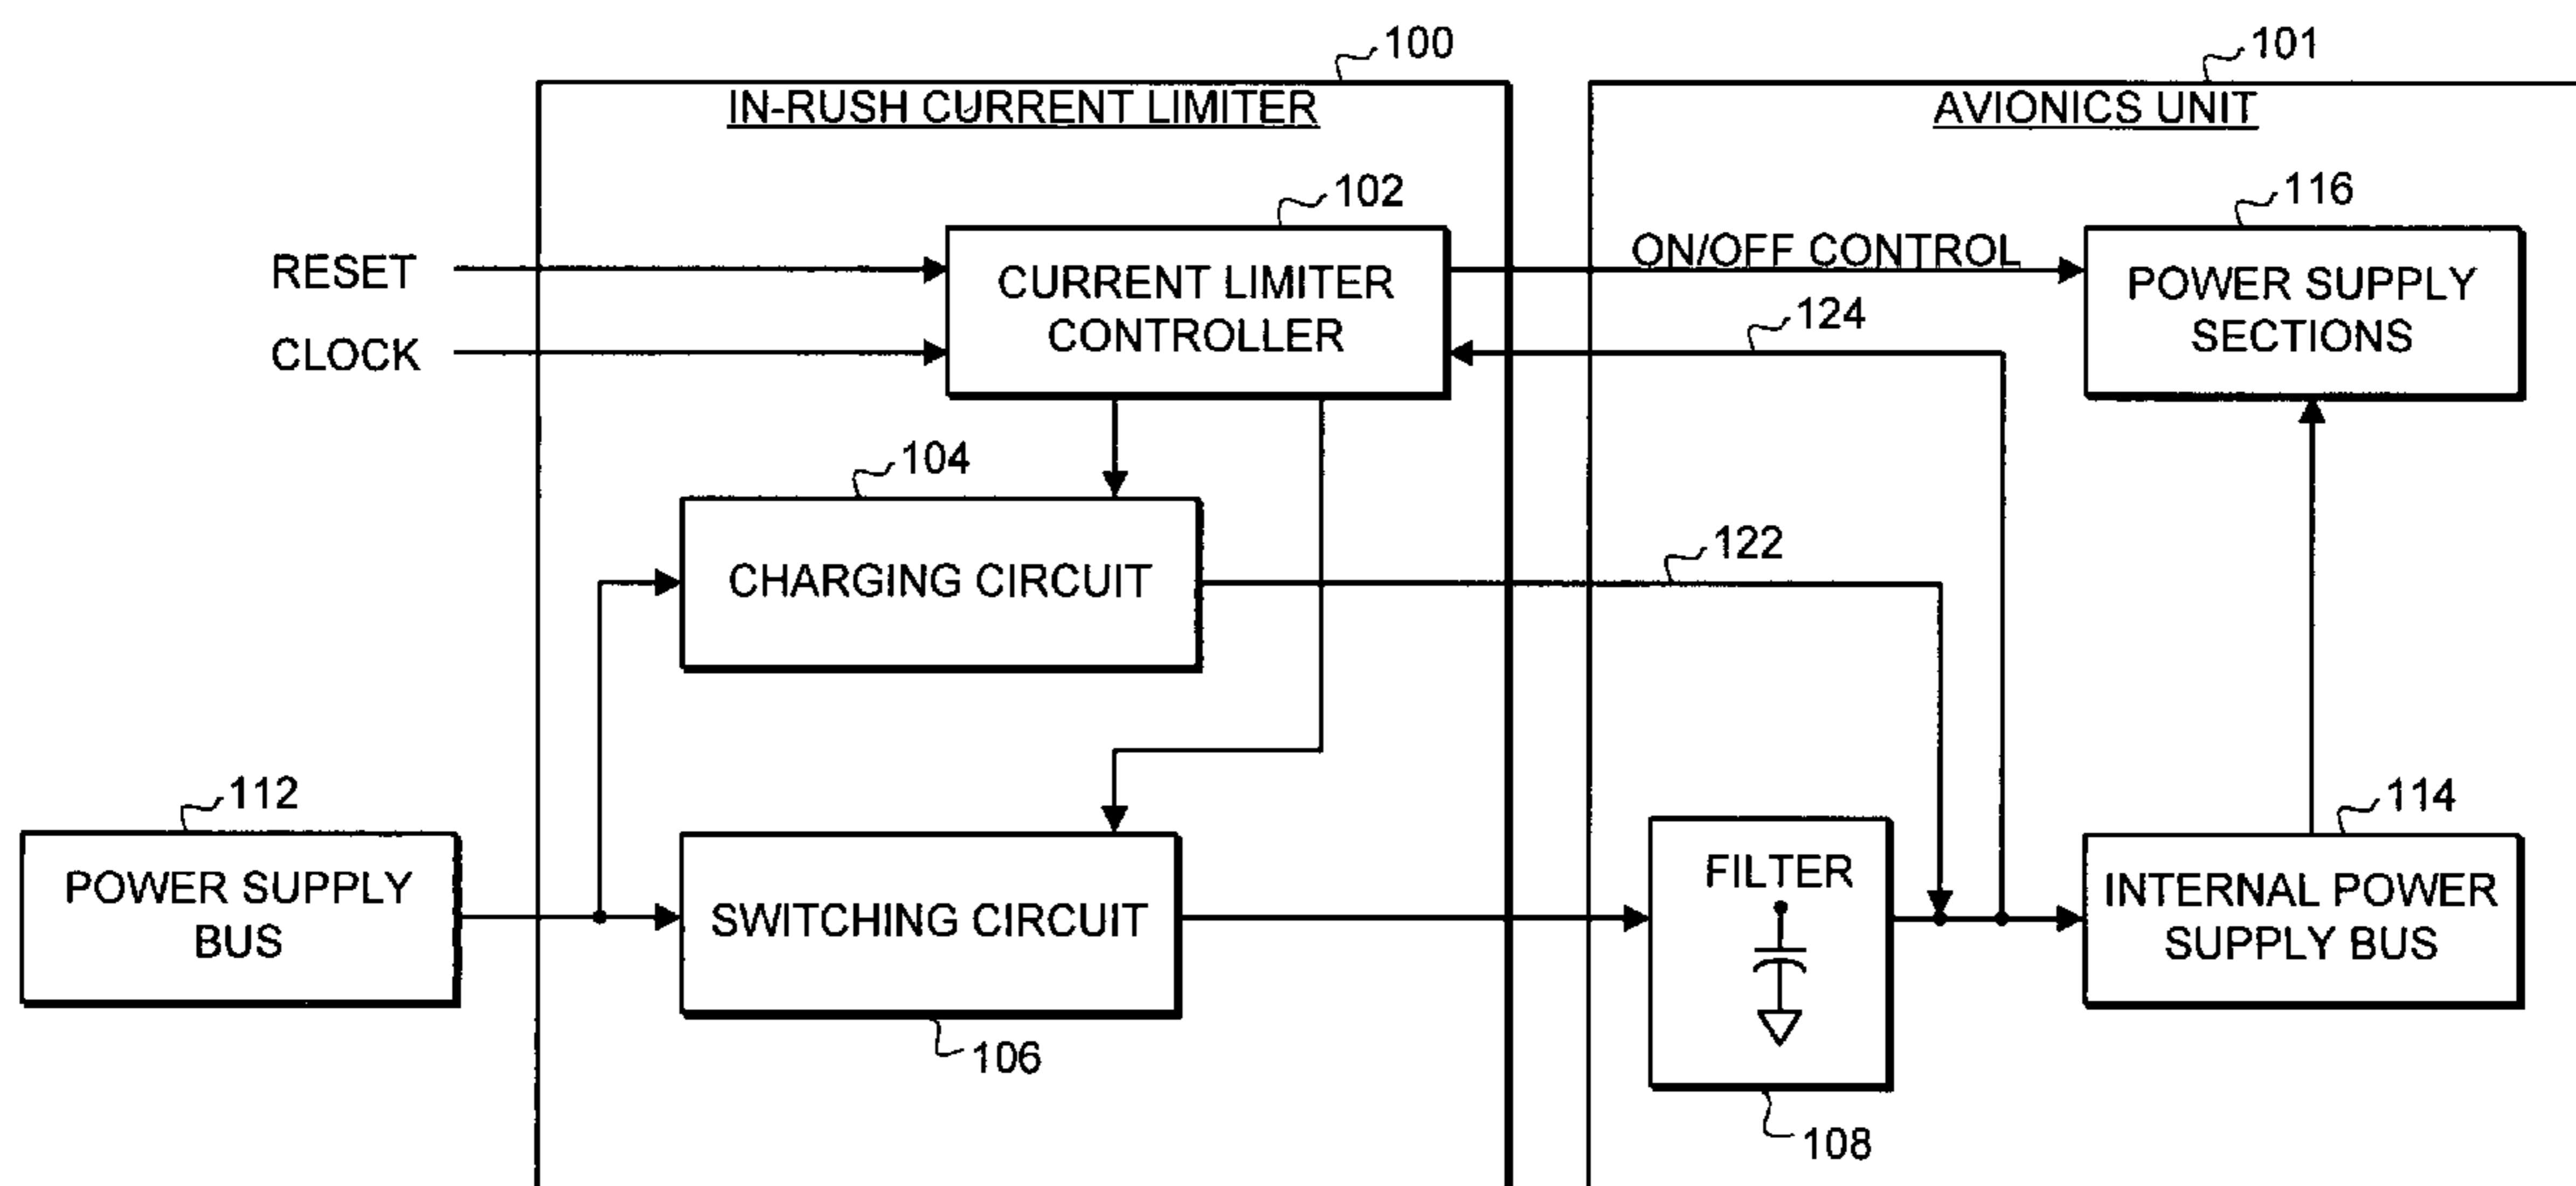 100
101
IN-RUSH CURRENT LIMITER
AVIONICS UNIT
102
116
RESET
CLOCK
CURRENT LIMITER
CONTROLLER
ON/OFF CONTROL
124
POWER SUPPLY
SECTIONS
104
CHARGING CIRCUIT
122
112
POWER SUPPLY
BUS
SWITCHING CIRCUIT
106
FILTER
108
114
INTERNAL POWER
SUPPLY BUS